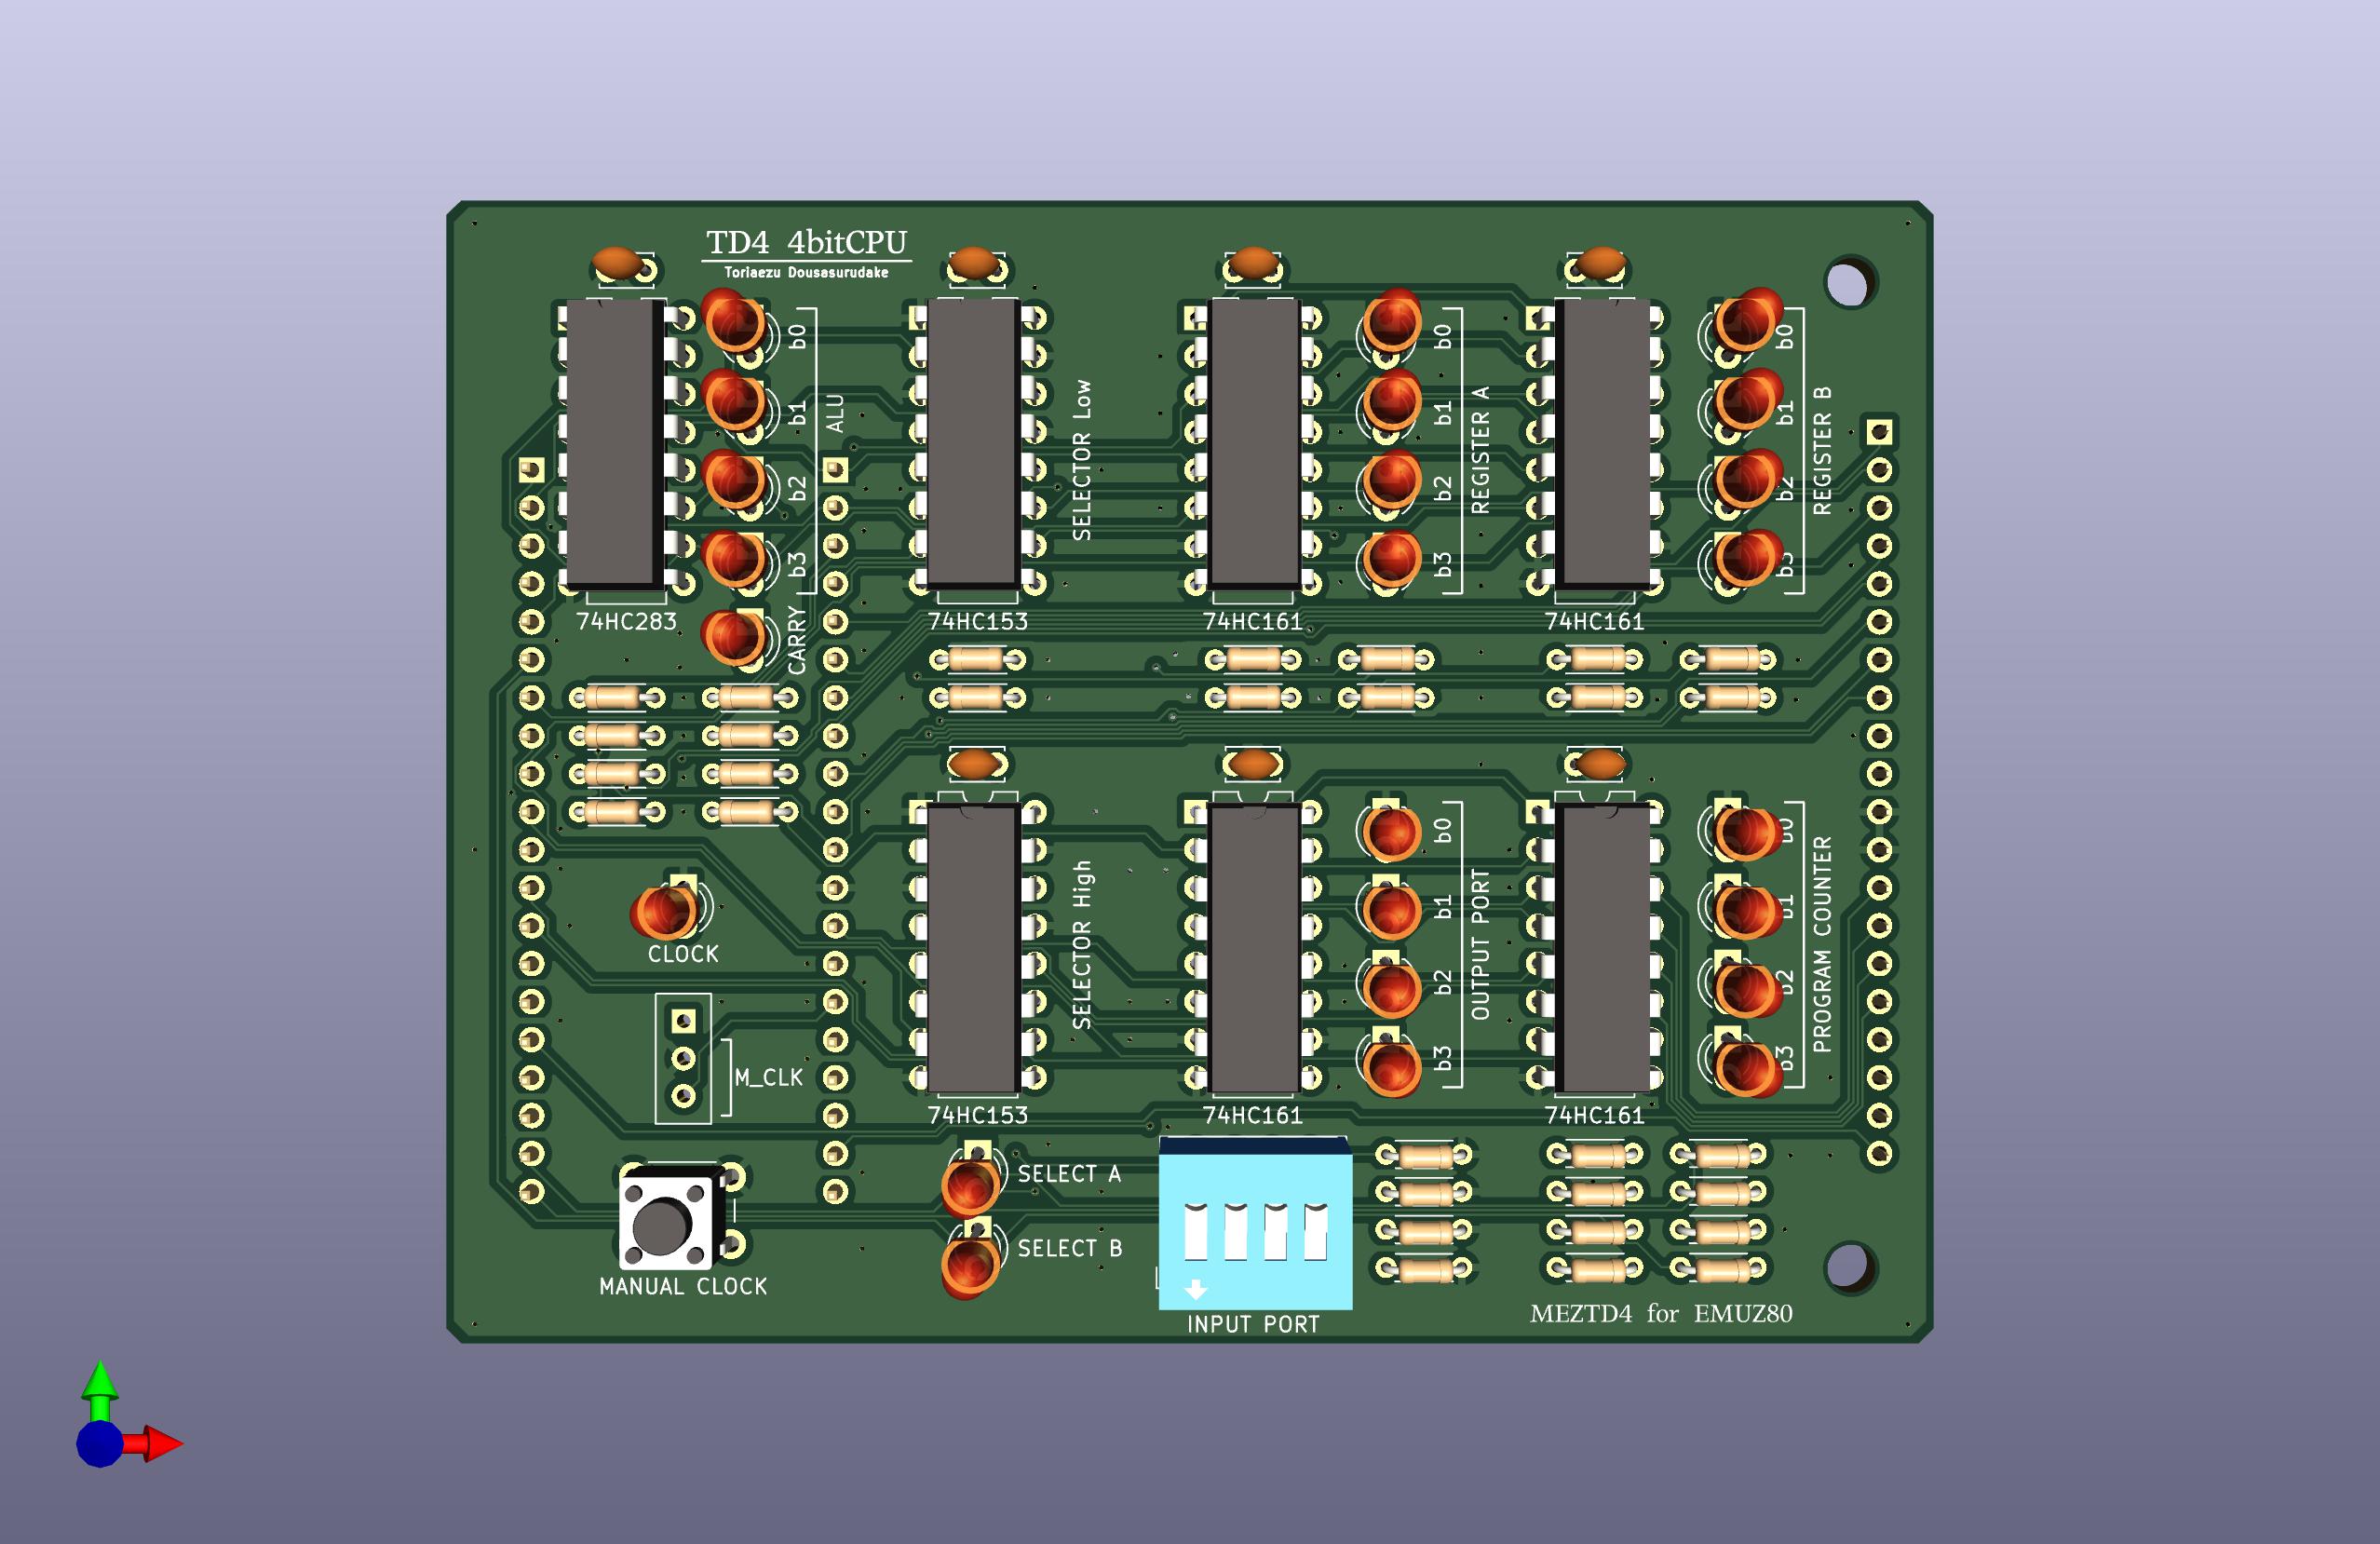 TD4 4bitCPU
Toriaezu Dousasurudake
b0
b1
b2
b3
ALU
CARRY
74HC283
SELECTOR Low
74HC153
74HC161
b0
b1
b2
b3
REGISTER A
74HC161
b0
b1
b2
b3
REGISTER B
CLOCK
M_CLK
MANUAL CLOCK
SELECTOR High
74HC153
74HC161
b0
b1
b2
b3
OUTPUT PORT
74HC161
b0
b1
b2
b3
PROGRAM COUNTER
SELECT A
SELECT B
INPUT PORT
MEZTD4 for EMUZ80